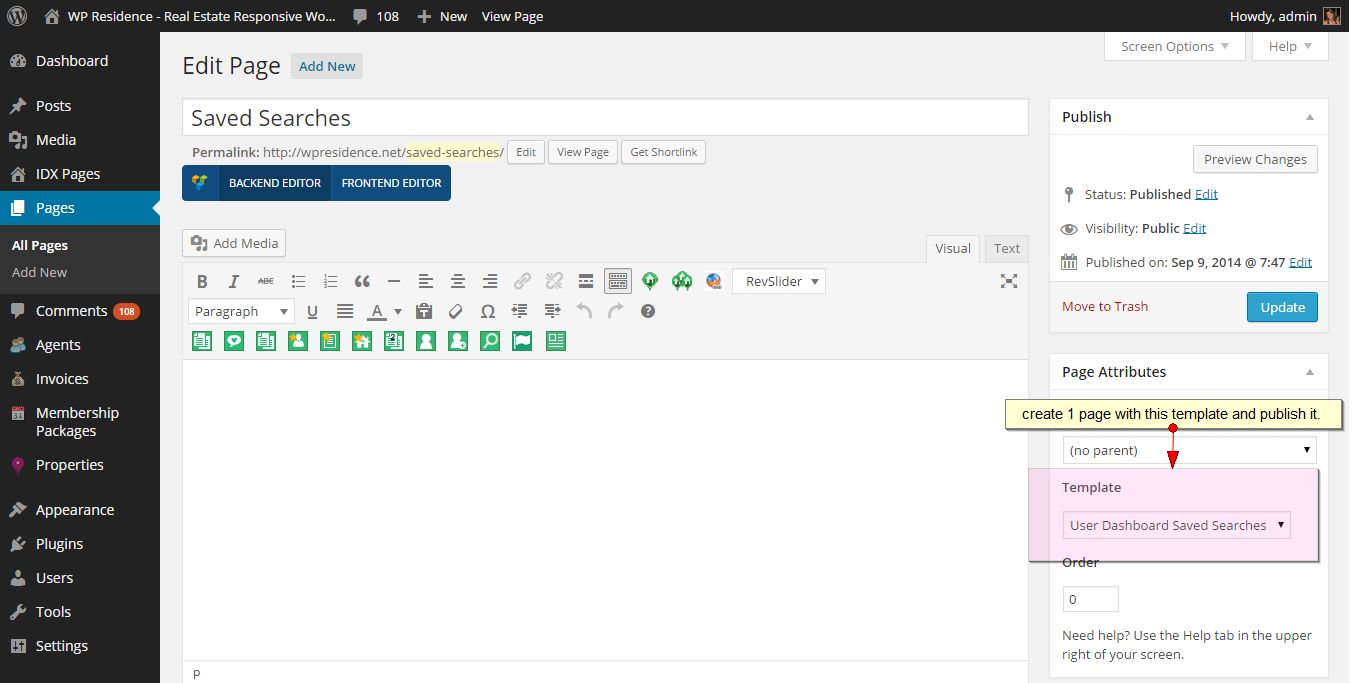 WP Residence - Real Estate Responsive Wo... 108 New View Page Howdy, admin
Screen Options Help
Dashboard
Posts
Media
IDX Pages
Pages
All Pages
Add New
Comments 108
Agents
Invoices
Membership
Packages
Properties
Appearance
Plugins
Users
Tools
Settings
Edit Page Add New
Saved Searches
Permalink: http://wpresidence.net/saved-searches/ Edit View Page Get Shortlink
BACKEND EDITOR FRONTEND EDITOR
Add Media
Visual Text
B I ABC RevSlider
Paragraph U A Ω
p
Publish
Preview Changes
Status: Published Edit
Visibility: Public Edit
Published on: Sep 9, 2014 @ 7:47 Edit
Move to Trash Update
Page Attributes
create 1 page with this template and publish it.
(no parent)
Template
User Dashboard Saved Searches
Order
0
Need help? Use the Help tab in the upper
right of your screen.